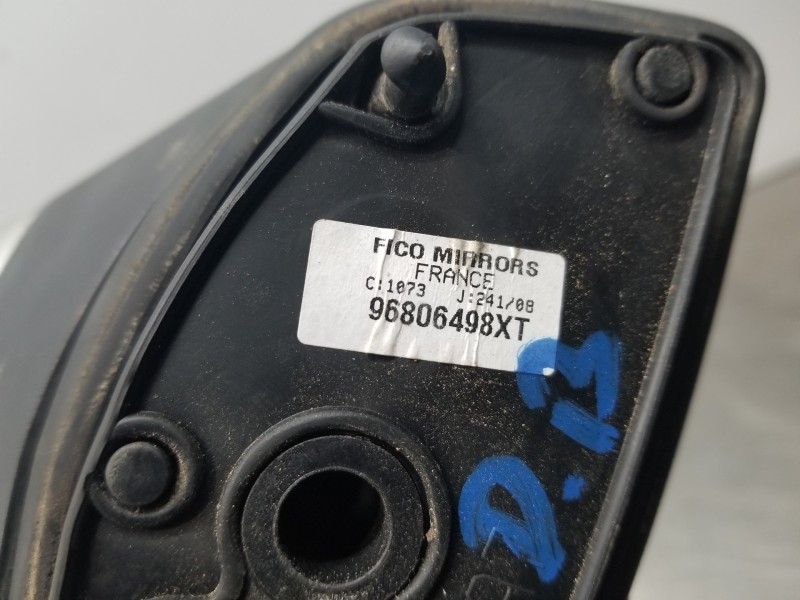 FICO MIRRORS
FRANCE
C:1073 J:241/08
96806498XT
D.13